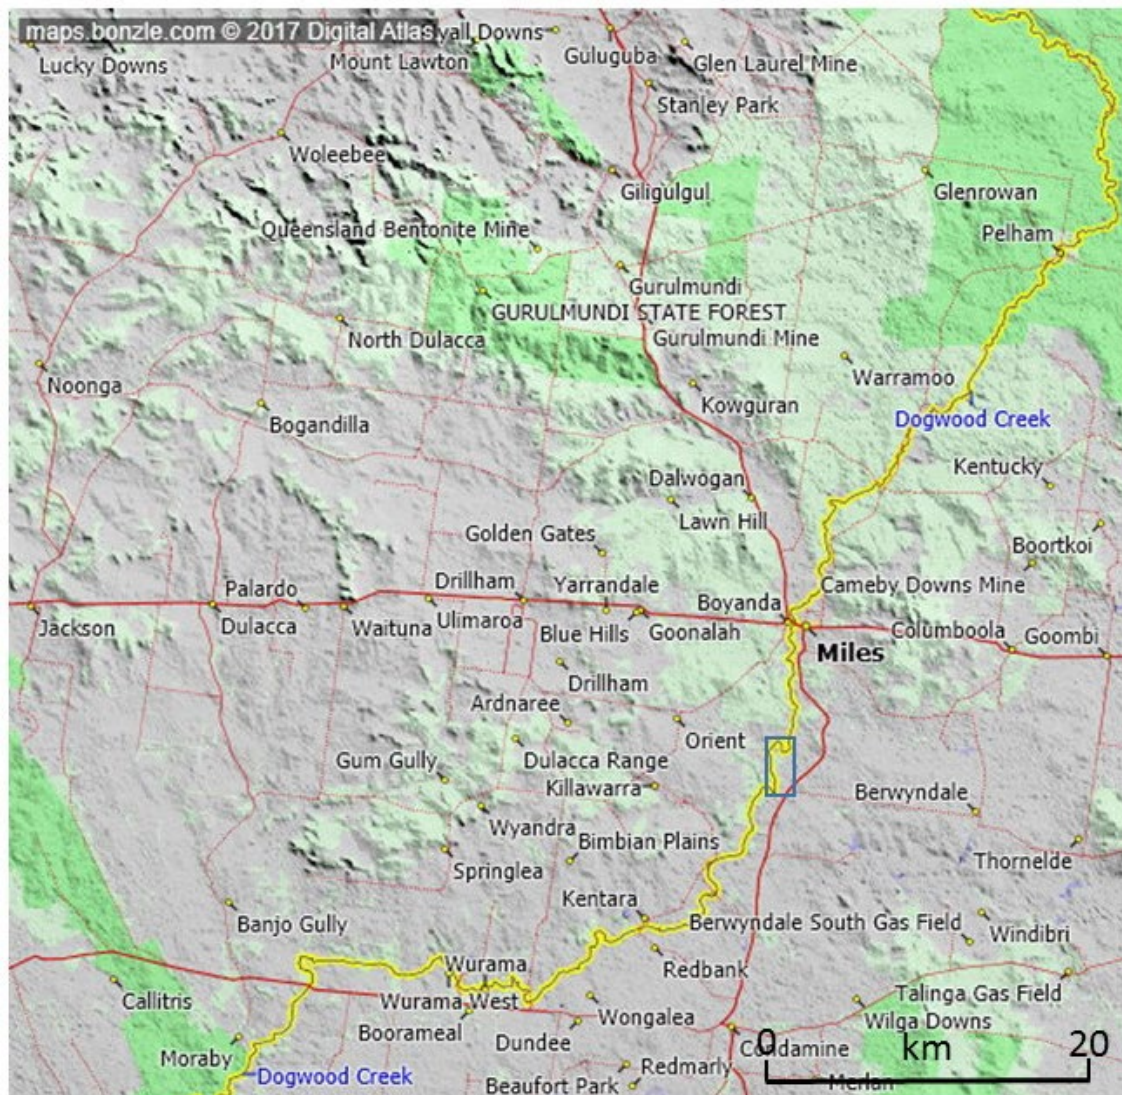 maps.bonzle.com © 2017 Digital Atlas
yall Downs
Guluguba
Lucky Downs
Mount Lawton
Glen Laurel Mine
Stanley Park
Woleebee
Giligulgul
Glenrowan
Queensland Bentonite Mine
Pelham
Gurulmundi
GURULMUNDI STATE FOREST
North Dulacca
Gurulmundi Mine
Noonga
Warramoo
Kowguran
Bogandilla
Dogwood Creek
Kentucky
Dalwogan
Lawn Hill
Golden Gates
Boortkoi
Drillham
Yarrandale
Cameby Downs Mine
Palardo
Boyanda
Jackson
Dulacca
Waituna
Ulimaroa
Blue Hills
Goonalah
Columboola
Goombi
Miles
Drillham
Ardnaree
Orient
Gum Gully
Dulacca Range
Killawarra
Berwyndale
Wyandra
Bimbian Plains
Thornelde
Springlea
Kentara
Banjo Gully
Berwyndale South Gas Field
Windibri
Wurama
Redbank
Callitris
Wurama West
Talinga Gas Field
Boorameal
Wongalea
Wilga Downs
Dundee
Condamine
0
km
20
Moraby
Redmarly
Dogwood Creek
Beaufort Park
Merlan